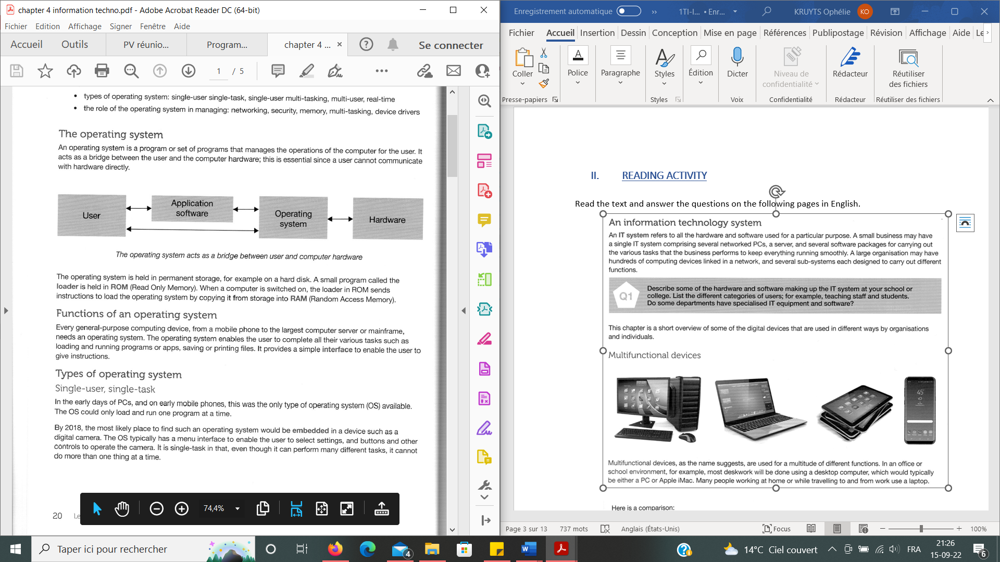 chapter 4 information techno.pdf - Adobe Acrobat Reader DC (64-bit)
Fichier Edition Affichage Signer Fenêtre Aide
Accueil Outils PV réunio... Program... chapter 4 ... × Se connecter
1 / 5
• types of operating system: single-user single-task, single-user multi-tasking, multi-user, real-time
• the role of the operating system in managing: networking, security, memory, multi-tasking, device drivers
The operating system
An operating system is a program or set of programs that manages the operations of the computer for the user. It
acts as a bridge between the user and the computer hardware; this is essential since a user cannot communicate
with hardware directly.
User
Application
software
Operating
system
Hardware
The operating system acts as a bridge between user and computer hardware
The operating system is held in permanent storage, for example on a hard disk. A small program called the
loader is held in ROM (Read Only Memory). When a computer is switched on, the loader in ROM sends
instructions to load the operating system by copying it from storage into RAM (Random Access Memory).
Functions of an operating system
Every general-purpose computing device, from a mobile phone to the largest computer server or mainframe,
needs an operating system. The operating system enables the user to complete all their various tasks such as
loading and running programs or apps, saving or printing files. It provides a simple interface to enable the user to
give instructions.
Types of operating system
Single-user, single-task
In the early days of PCs, and on early mobile phones, this was the only type of operating system (OS) available.
The OS could only load and run one program at a time.
By 2018, the most likely place to find such an operating system would be embedded in a device such as a
digital camera. The OS typically has a menu interface to enable the user to select settings, and buttons and other
controls to operate the camera. It is single-task in that, even though it can perform many different tasks, it cannot
do more than one thing at a time.
20 Le
74,4%
Enregistrement automatique 1TI-I... • Enr... KRUYTS Ophélie KO
Fichier Accueil Insertion Dessin Conception Mise en page Références Publipostage Révision Affichage Aide Le
Coller
Police
Paragraphe
Styles
Édition
Dicter
Niveau de
confidentialité
Rédacteur
Réutiliser
des fichiers
Presse-papiers Styles Voix Confidentialité Rédacteur Réutiliser des fichiers
II. READING ACTIVITY
Read the text and answer the questions on the following pages in English.
An information technology system
An IT system refers to all the hardware and software used for a particular purpose. A small business may have
a single IT system comprising several networked PCs, a server, and several software packages for carrying out
the various tasks that the business performs to keep everything running smoothly. A large organisation may have
hundreds of computing devices linked in a network, and several sub-systems each designed to carry out different
functions.
Q1
Describe some of the hardware and software making up the IT system at your school or
college. List the different categories of users; for example, teaching staff and students.
Do some departments have specialised IT equipment and software?
This chapter is a short overview of some of the digital devices that are used in different ways by organisations
and individuals.
Multifunctional devices
45°
Multifunctional devices, as the name suggests, are used for a multitude of different functions. In an office or
school environment, for example, most deskwork will be done using a desktop computer, which would typically
be either a PC or Apple iMac. Many people working at home or while travelling to and from work use a laptop.
Here is a comparison:
Page 3 sur 13 737 mots Anglais (États-Unis) Focus 100%
Taper ici pour rechercher
4
14°C Ciel couvert FRA
21:26
15-09-22
6